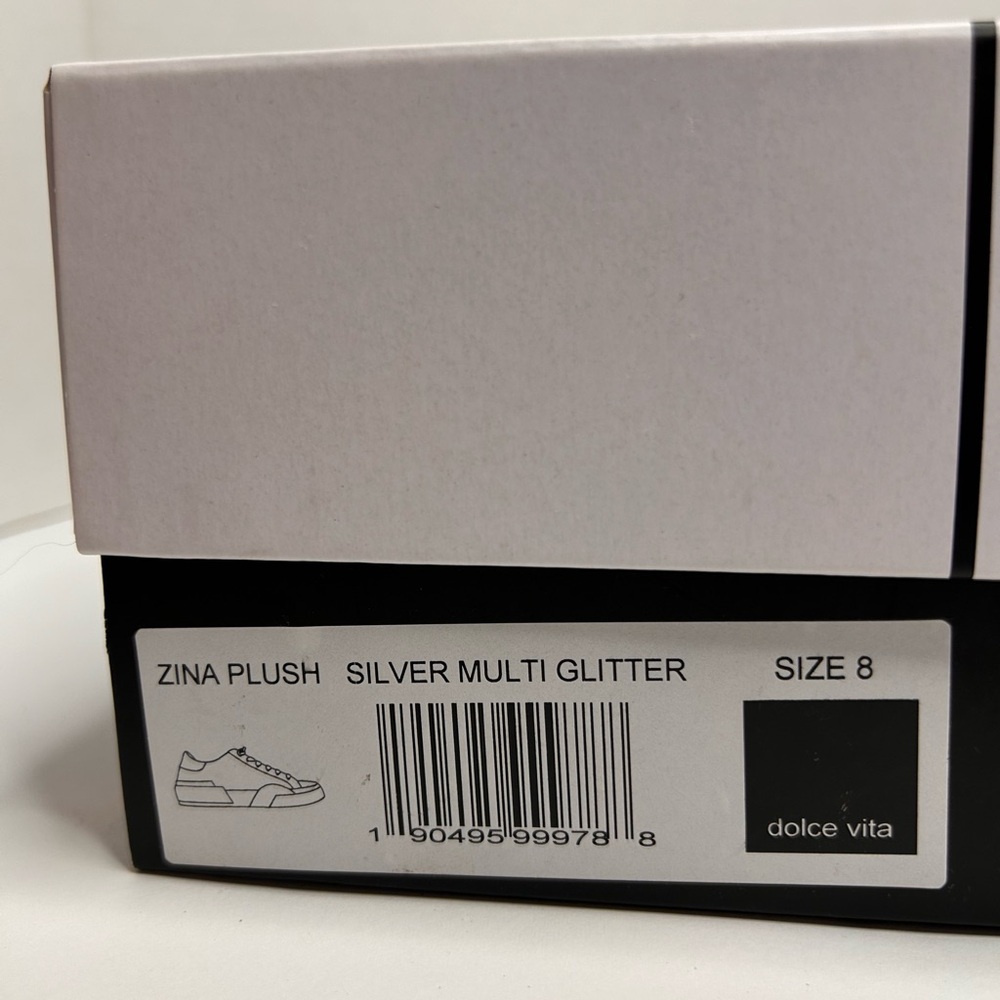 ZINA PLUSH SILVER MULTI GLITTER SIZE 8
1 90495 99978 8
dolce vita